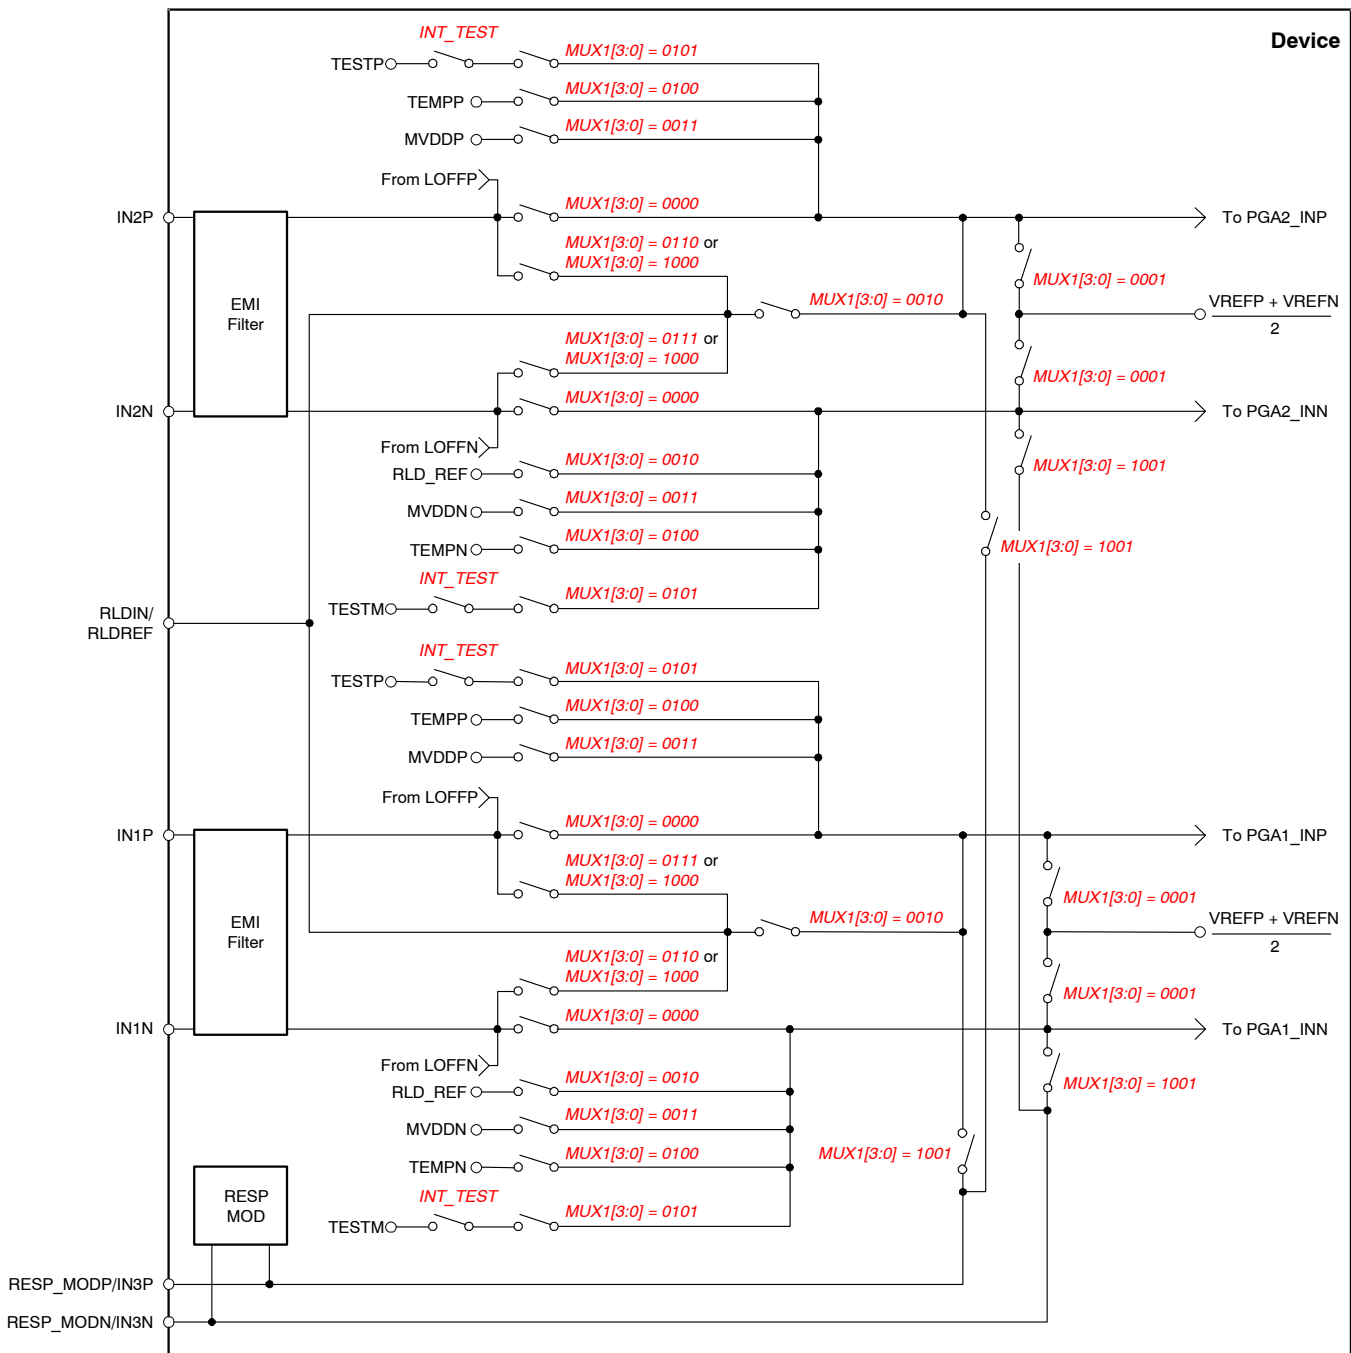 Device
INT_TEST
TESTP
MUX1[3:0] = 0101
TEMPP
MUX1[3:0] = 0100
MVDDP
MUX1[3:0] = 0011
From LOFFP
IN2P
MUX1[3:0] = 0000
To PGA2_INP
MUX1[3:0] = 0110 or
MUX1[3:0] = 1000
MUX1[3:0] = 0001
EMI
Filter
MUX1[3:0] = 0010
VREFP + VREFN
2
MUX1[3:0] = 0111 or
MUX1[3:0] = 1000
MUX1[3:0] = 0001
IN2N
MUX1[3:0] = 0000
To PGA2_INN
From LOFFN
RLD_REF
MUX1[3:0] = 0010
MUX1[3:0] = 1001
MVDDN
MUX1[3:0] = 0011
TEMPN
MUX1[3:0] = 0100
MUX1[3:0] = 1001
INT_TEST
TESTM
MUX1[3:0] = 0101
RLDIN/
RLDREF
INT_TEST
TESTP
MUX1[3:0] = 0101
TEMPP
MUX1[3:0] = 0100
MVDDP
MUX1[3:0] = 0011
From LOFFP
IN1P
MUX1[3:0] = 0000
To PGA1_INP
MUX1[3:0] = 0111 or
MUX1[3:0] = 1000
MUX1[3:0] = 0001
EMI
Filter
MUX1[3:0] = 0010
VREFP + VREFN
2
MUX1[3:0] = 0110 or
MUX1[3:0] = 1000
MUX1[3:0] = 0001
IN1N
MUX1[3:0] = 0000
To PGA1_INN
From LOFFN
RLD_REF
MUX1[3:0] = 0010
MUX1[3:0] = 1001
MVDDN
MUX1[3:0] = 0011
TEMPN
MUX1[3:0] = 0100
MUX1[3:0] = 1001
RESP
MOD
INT_TEST
TESTM
MUX1[3:0] = 0101
RESP_MODP/IN3P
RESP_MODN/IN3N